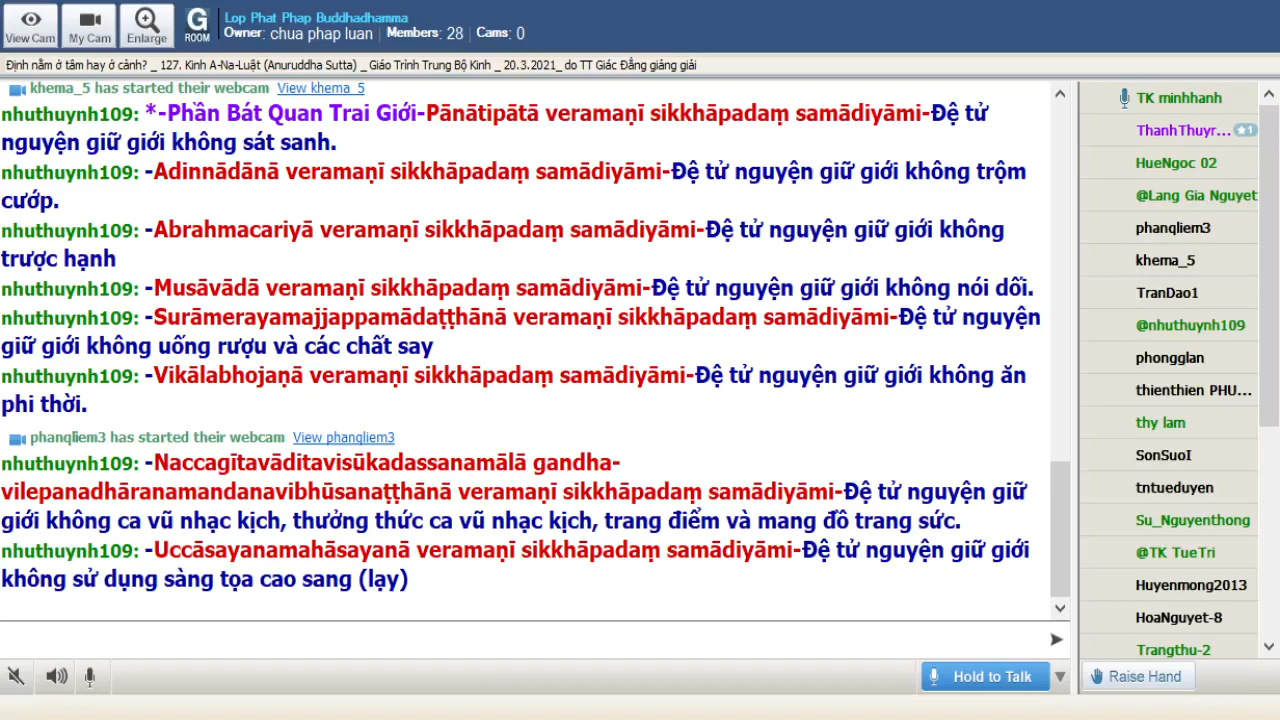 View Cam
My Cam
Enlarge
G
ROOM
Lop Phat Phap Buddhadhamma
Owner: chua phap luan | Members: 28 | Cams: 0
Định nằm ở tâm hay ở cảnh? _ 127. Kinh A-Na-Luật (Anuruddha Sutta) _ Giáo Trình Trung Bộ Kinh _ 20.3.2021_ do TT Giác Đẳng giảng giải
khema_5 has started their webcam View khema_5
nhuthuynh109: *-Phần Bát Quan Trai Giới-Pānātipātā veramaṇī sikkhāpadaṃ samādiyāmi-Đệ tử
nguyện giữ giới không sát sanh.
nhuthuynh109: -Adinnādānā veramaṇī sikkhāpadaṃ samādiyāmi-Đệ tử nguyện giữ giới không trộm
cướp.
nhuthuynh109: -Abrahmacariyā veramaṇī sikkhāpadaṃ samādiyāmi-Đệ tử nguyện giữ giới không
trược hạnh
nhuthuynh109: -Musāvādā veramaṇī sikkhāpadaṃ samādiyāmi-Đệ tử nguyện giữ giới không nói dối.
nhuthuynh109: -Surāmerayamajjappamādaṭṭhānā veramaṇī sikkhāpadaṃ samādiyāmi-Đệ tử nguyện
giữ giới không uống rượu và các chất say
nhuthuynh109: -Vikālabhojaṇā veramaṇī sikkhāpadaṃ samādiyāmi-Đệ tử nguyện giữ giới không ăn
phi thời.
phanqliem3 has started their webcam View phanqliem3
nhuthuynh109: -Naccagītavāditavisūkadassanamālā gandha-
vilepanadhāranamandanavibhūsanaṭṭhānā veramaṇī sikkhāpadaṃ samādiyāmi-Đệ tử nguyện giữ
giới không ca vũ nhạc kịch, thưởng thức ca vũ nhạc kịch, trang điểm và mang đồ trang sức.
nhuthuynh109: -Uccāsayanamahāsayanā veramaṇī sikkhāpadaṃ samādiyāmi-Đệ tử nguyện giữ giới
không sử dụng sàng tọa cao sang (lạy)
Hold to Talk
TK minhhanh
ThanhThuyr... 1
HueNgoc 02
@Lang Gia Nguyet
phanqliem3
khema_5
TranDao1
@nhuthuynh109
phongglan
thienthien PHU...
thy lam
SonSuoI
tntueduyen
Su_Nguyenthong
@TK TueTri
Huyenmong2013
HoaNguyet-8
Trangthu-2
Raise Hand